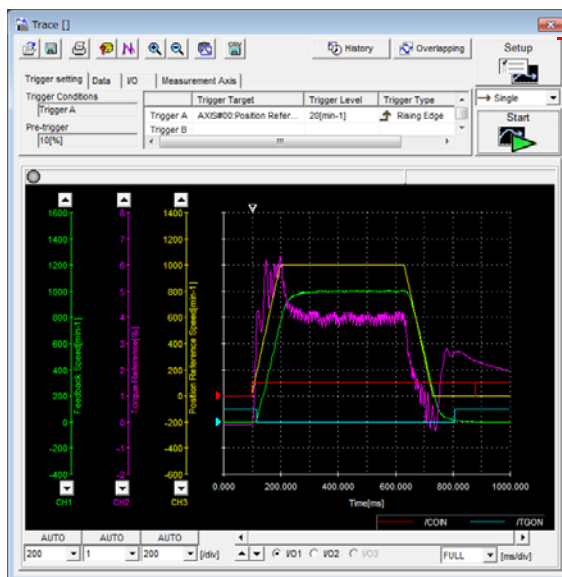 Trace []
History
Overlapping
Setup
Trigger setting Data I/O Measurement Axis
Single
Trigger Conditions
Trigger A
Pre-trigger
10[%]
Trigger Target Trigger Level Trigger Type
Trigger A AXIS#00:Position Refer... 20[min-1] Rising Edge
Trigger B
Start
1600 8 1400
1400 7 1200
1200 6 1000
1000 5 800
800 4 600
600 3 400
400 2 200
200 1 0
0 0 -200
-200 -1 -400
-400 -2 -600
Feedback Speed[min-1]
Torque Reference[%]
Position Reference Speed[min-1]
CH1 CH2 CH3
0.000 200.000 400.000 600.000 800.000 1000.000
Time[ms]
/COIN /TGON
AUTO AUTO AUTO
200 1 200 [/div] I/O1 I/O2 I/O3 FULL [ms/div]